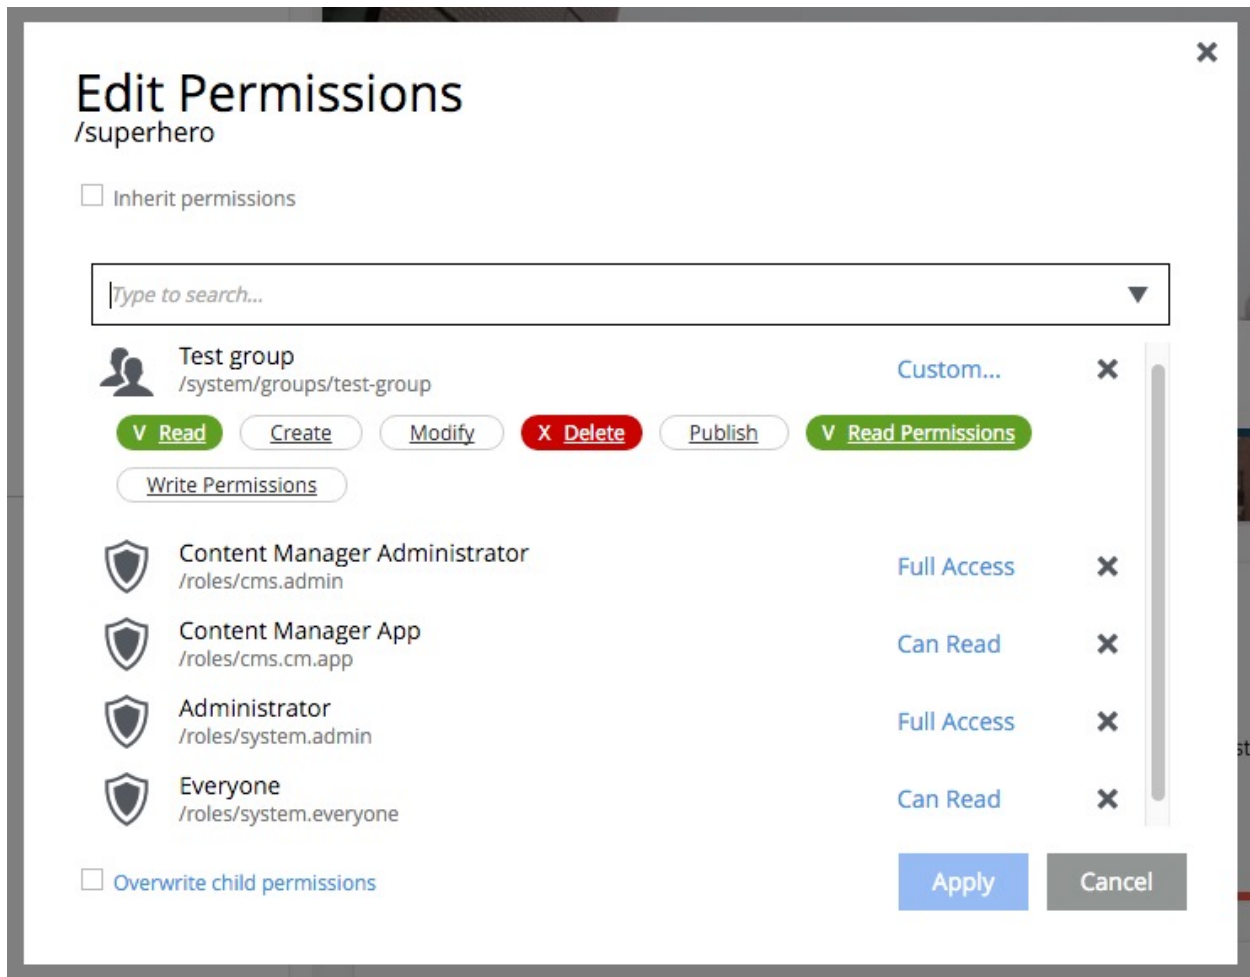 Edit Permissions
/superhero
Inherit permissions
Type to search...
Test group
/system/groups/test-group
Custom...
V Read Create Modify X Delete Publish V Read Permissions
Write Permissions
Content Manager Administrator
/roles/cms.admin
Full Access
Content Manager App
/roles/cms.cm.app
Can Read
Administrator
/roles/system.admin
Full Access
Everyone
/roles/system.everyone
Can Read
Overwrite child permissions
Apply Cancel